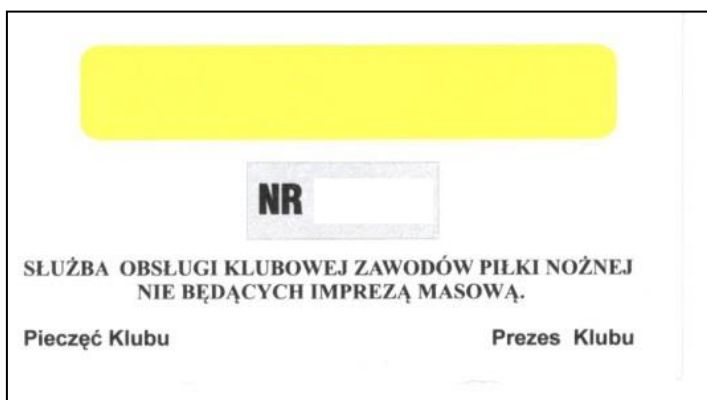 NR
SŁUŻBA OBSŁUGI KLUBOWEJ ZAWODÓW PIŁKI NOŻNEJ
NIE BĘDĄCYCH IMPREZĄ MASOWĄ.
Pieczęć Klubu Prezes Klubu